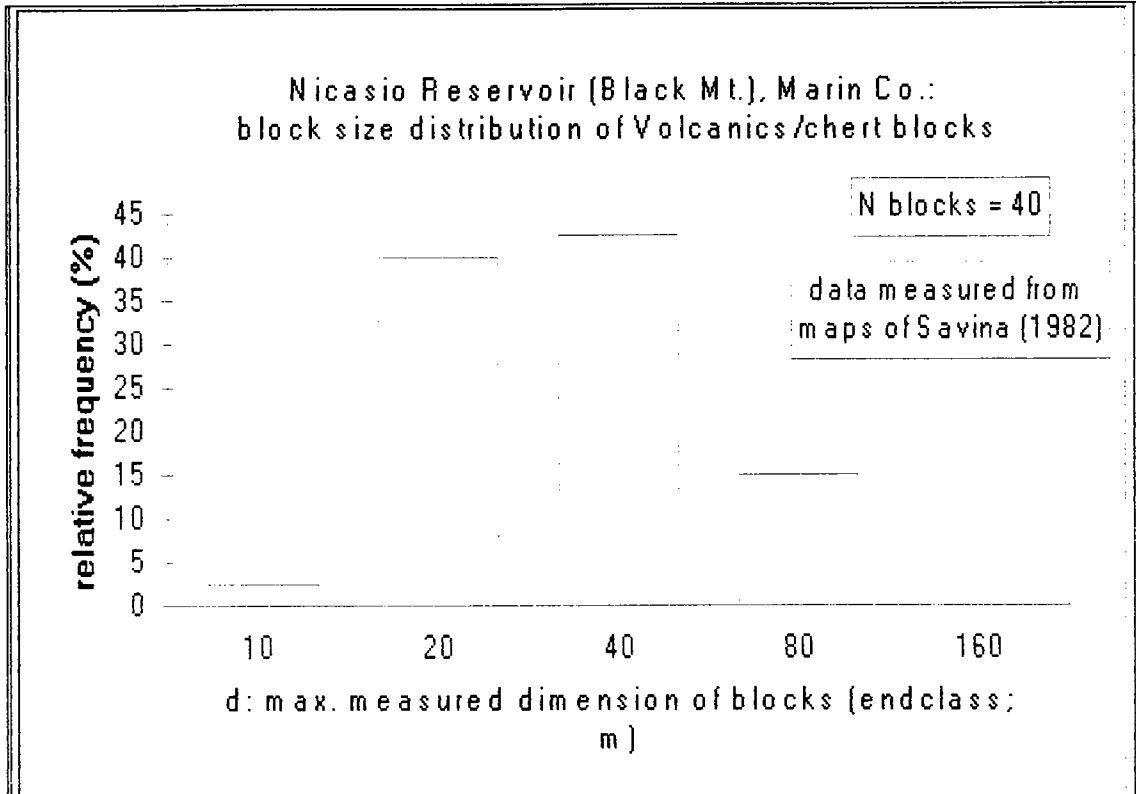 Nicasio Reservoir (Black Mt.), Marin Co.:
block size distribution of Volcanics/chert blocks
N blocks = 40
data measured from
maps of Savina (1982)
relative frequency (%)
45
40
35
30
25
20
15
10
5
0
10 20 40 80 160
d: max. measured dimension of blocks (endclass;
m)